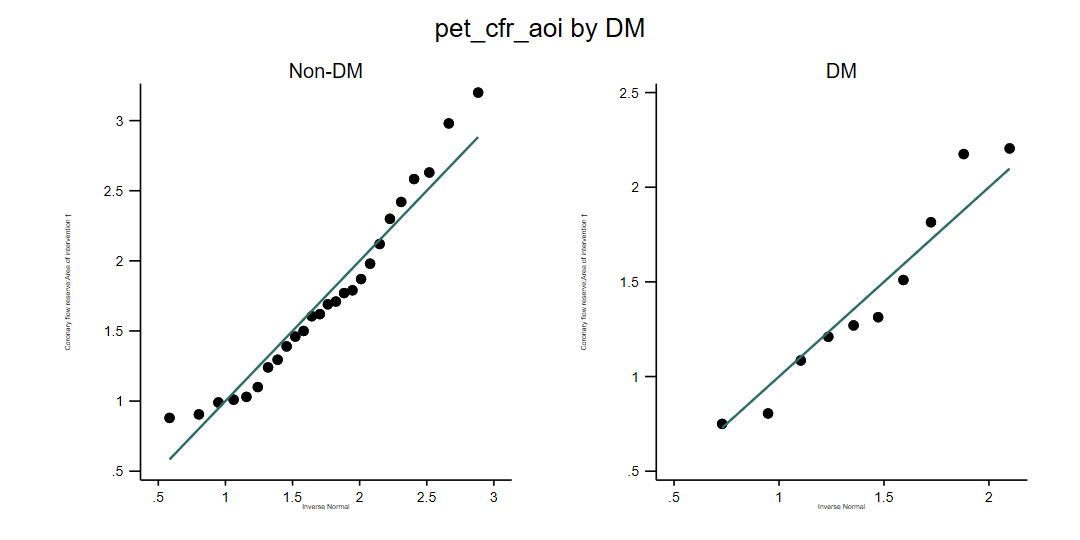 pet_cfr_aoi by DM
Non-DM
3
2.5
2
1.5
1
.5
Coronary flow reserve:Area of intervention †
.5 1 1.5 2 2.5 3
Inverse Normal
DM
2.5
2
1.5
1
.5
Coronary flow reserve:Area of intervention †
.5 1 1.5 2
Inverse Normal